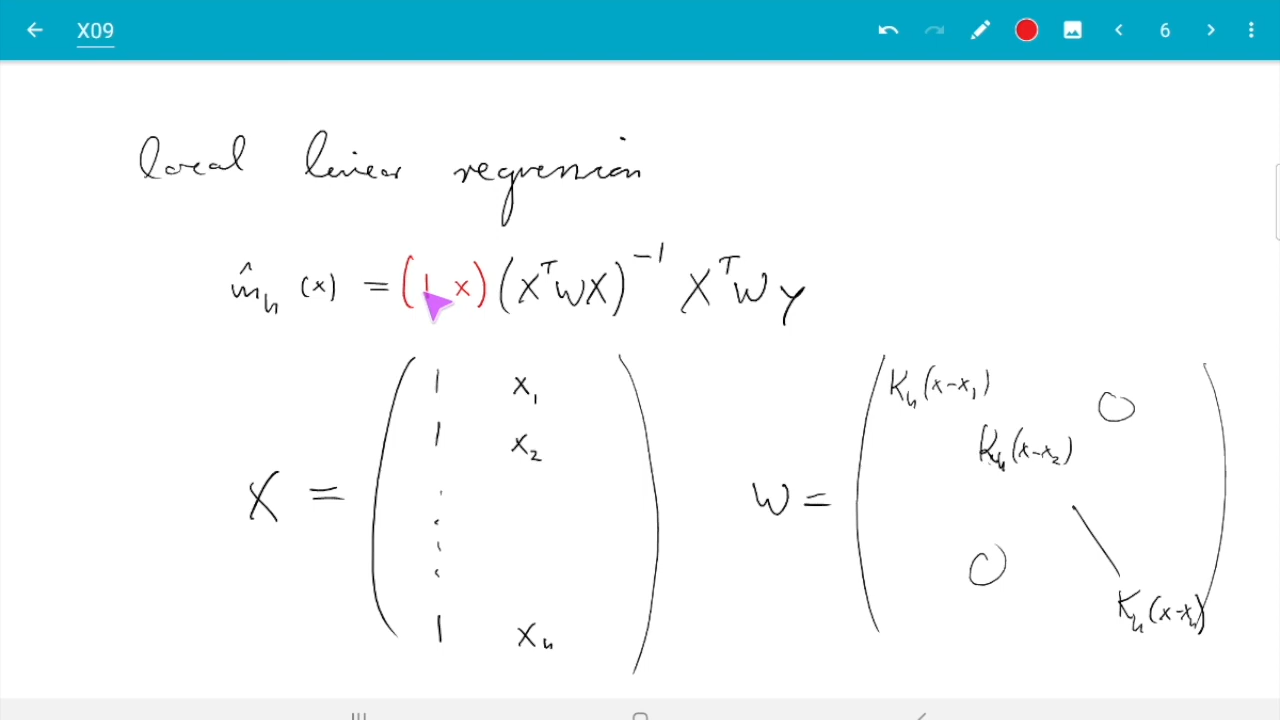 X09
6
local linear regression
m̂ₕ (x) = (1 x) (XᵀWX)⁻¹ XᵀWy
1 x₁ Kₕ(x-x₁) 0
1 x₂ Kₕ(x-x₂)
X = W =
0
1 xₙ Kₕ(x-xₙ)